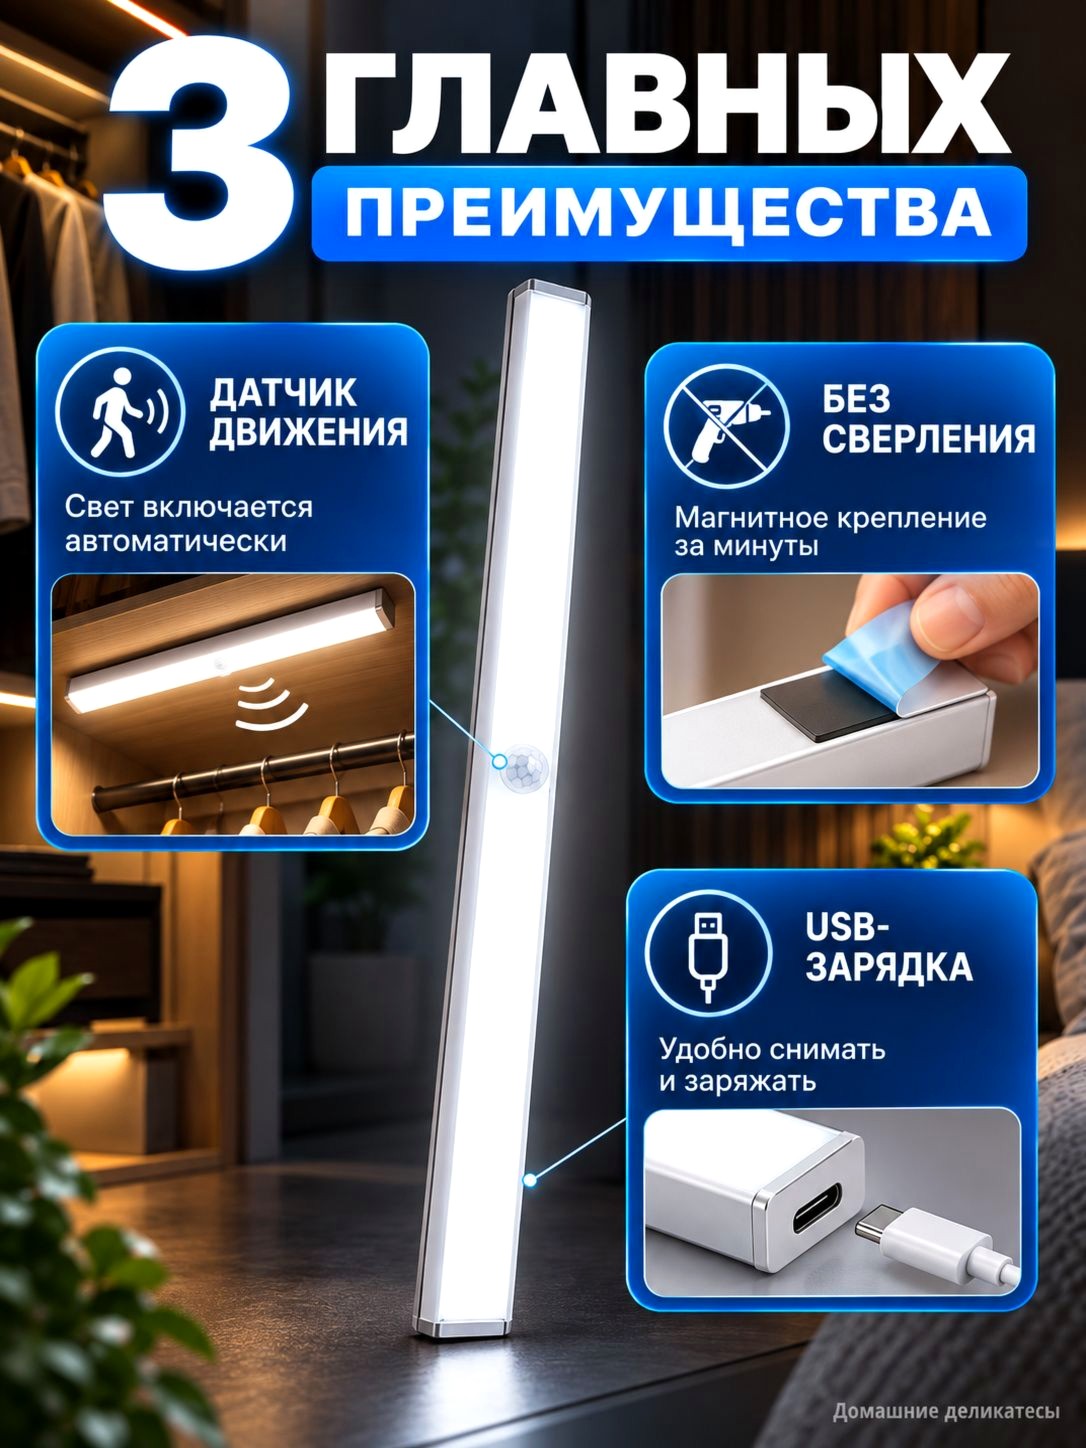 3 ГЛАВНЫХ
ПРЕИМУЩЕСТВА
ДАТЧИК
ДВИЖЕНИЯ
Свет включается
автоматически
БЕЗ
СВЕРЛЕНИЯ
Магнитное крепление
за минуты
USB-
ЗАРЯДКА
Удобно снимать
и заряжать
Домашние деликатесы